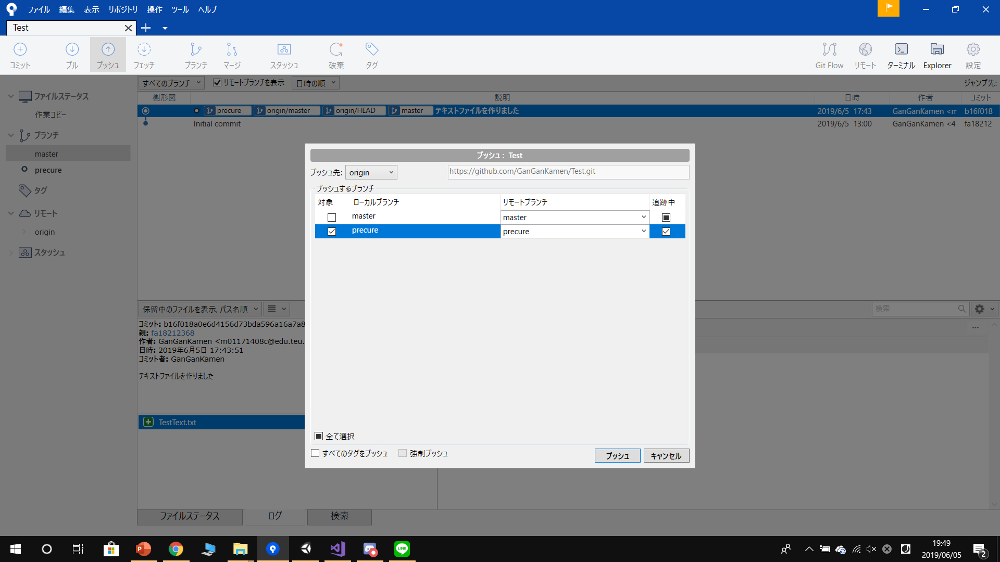 ファイル 編集 表示 リポジトリ 操作 ツール ヘルプ
Test
コミット プル プッシュ フェッチ ブランチ マージ スタッシュ 破棄 タグ Git Flow リモート ターミナル Explorer 設定
すべてのブランチ リモートブランチを表示 日時の順 ジャンプ先:
樹形図 説明 日時 作者 コミット
precure origin/master origin/HEAD master テキストファイルを作りました 2019/6/5 17:43 GanGanKamen <m b16f018
Initial commit 2019/6/5 13:00 GanGanKamen <4 fa18212
ファイルステータス
作業コピー
ブランチ
master
precure
タグ
リモート
origin
スタッシュ
プッシュ : Test
プッシュ先: origin https://github.com/GanGanKamen/Test.git
プッシュするブランチ
対象 ローカルブランチ リモートブランチ 追跡中
master master
precure precure
全て選択
すべてのタグをプッシュ 強制プッシュ プッシュ キャンセル
保留中のファイルを表示, パス名順 検索
コミット: b16f018a0e6d4156d73bda596a16a7a8
親: fa18212368
作者: GanGanKamen <m01171408c@edu.teu.
日時: 2019年6月5日 17:43:51
コミット者: GanGanKamen
テキストファイルを作りました
TestText.txt
ファイルステータス ログ 検索
LINE
19:49
2019/06/05
2